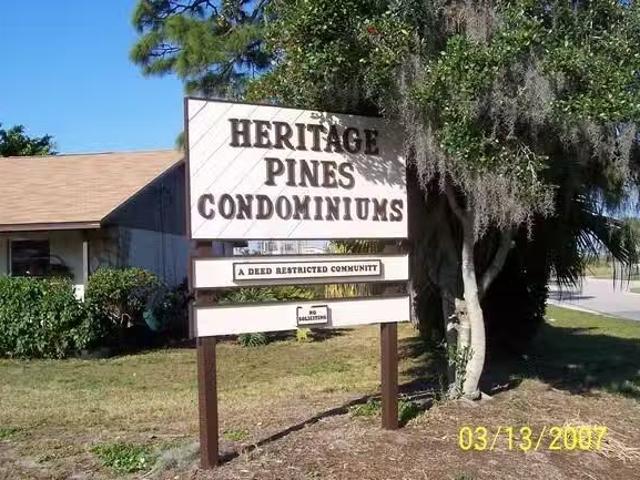 HERITAGE
PINES
CONDOMINIUMS
A DEED RESTRICTED COMMUNITY
NO
SOLICITING
03/13/2007